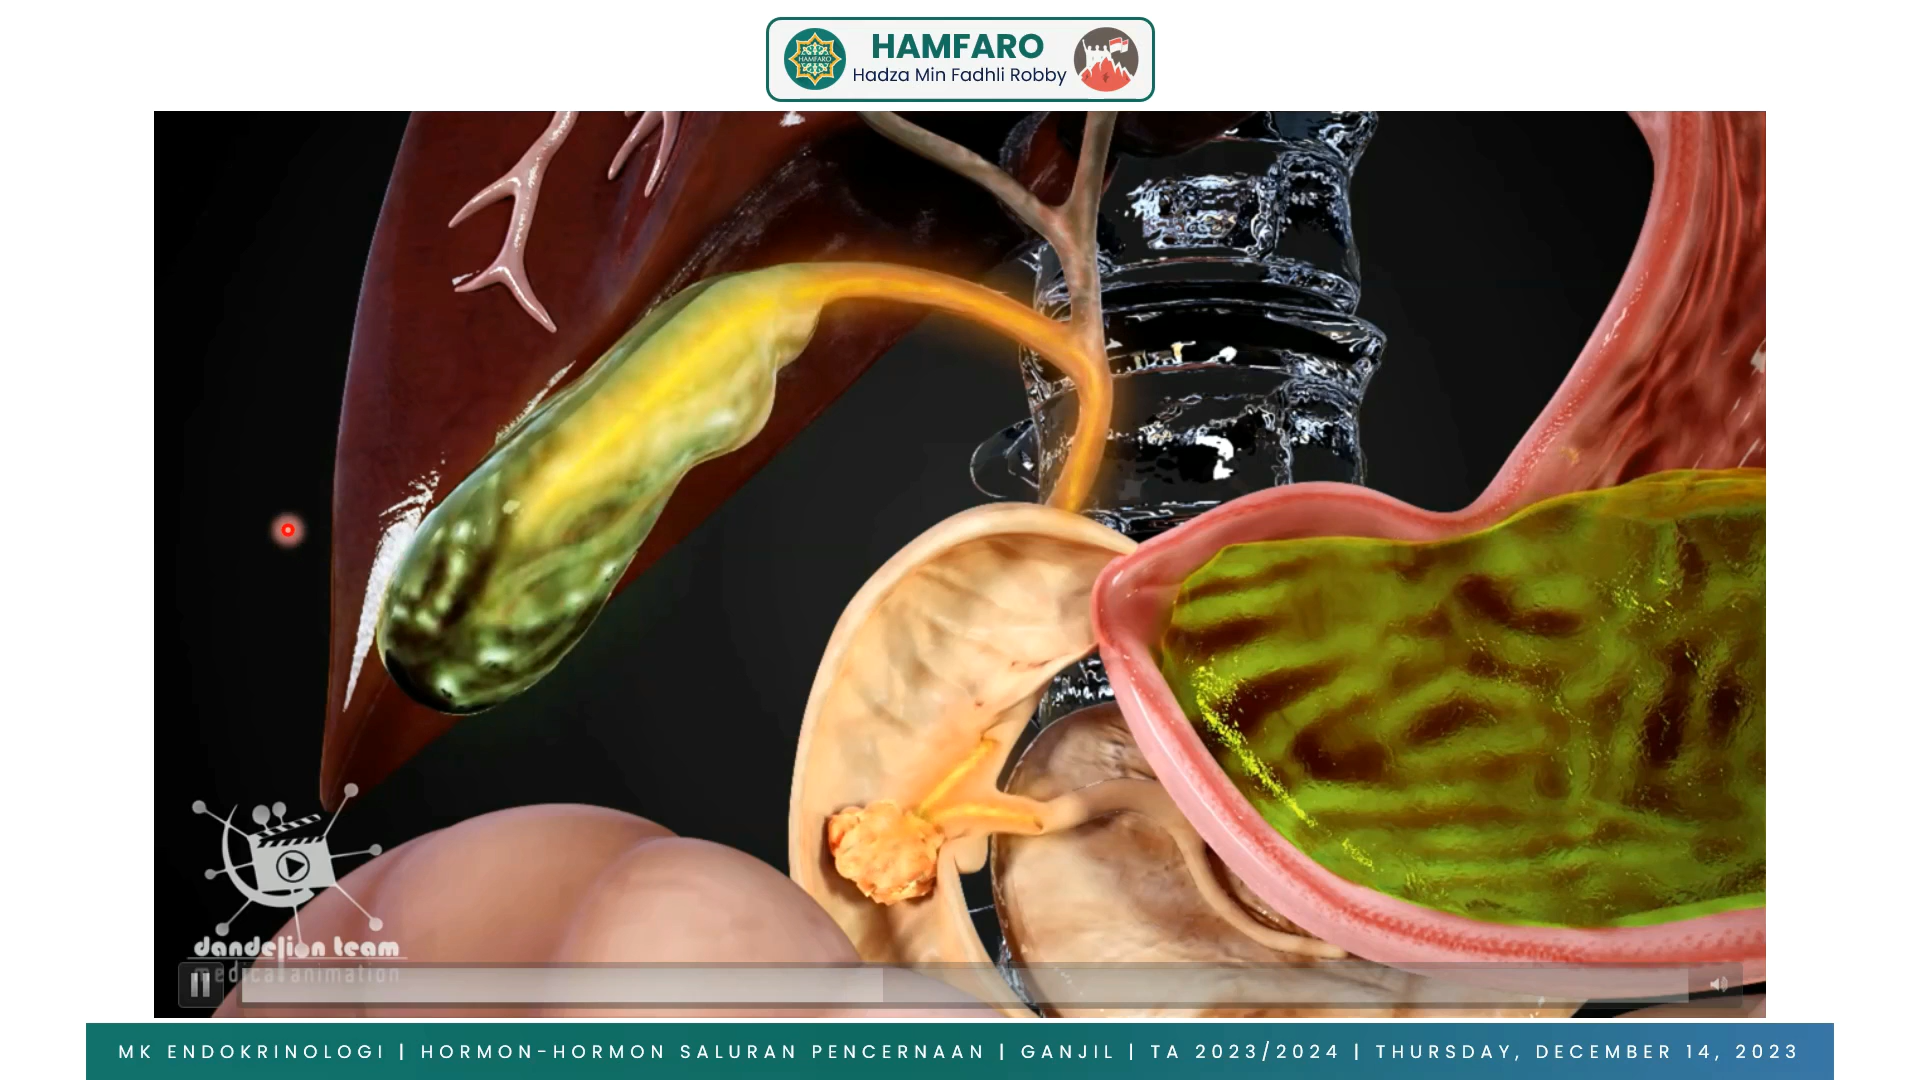 HAMFARO
HAMFARO
Hadza Min Fadhli Robby
dandelion team
medical animation
MK ENDOKRINOLOGI | HORMON-HORMON SALURAN PENCERNAAN | GANJIL | TA 2023/2024 | THURSDAY, DECEMBER 14, 2023